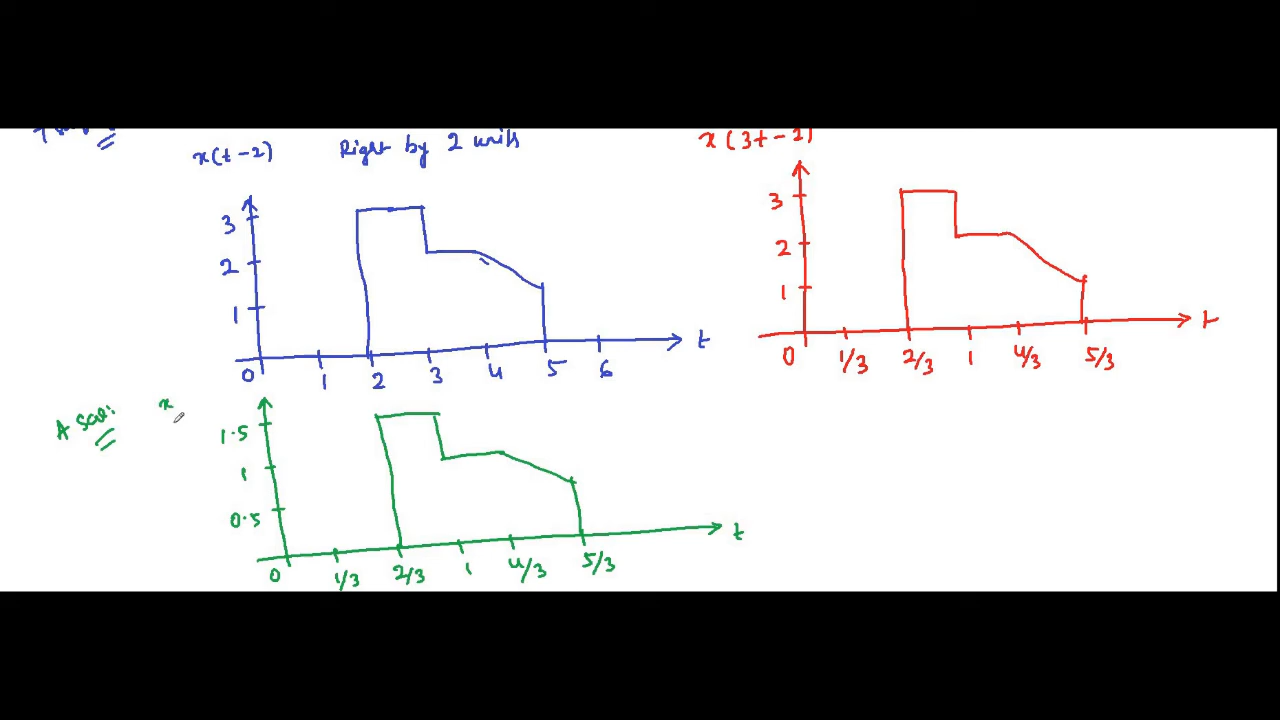 x(t-2) Right by 2 units
3
2
1
0 1 2 3 4 5 6 t
x(3t-2)
3
2
1
0 1/3 2/3 1 4/3 5/3 t
A Scal: x
1.5
1
0.5
0 1/3 2/3 1 4/3 5/3 t